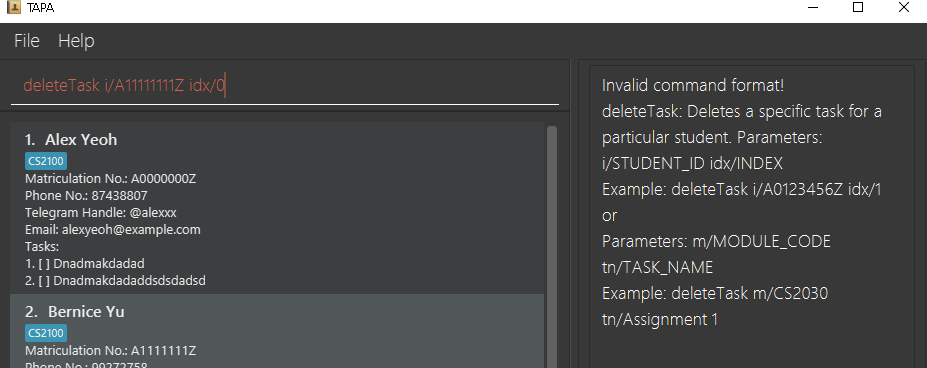 TAPA
File Help
deleteTask i/A11111111Z idx/0
1. Alex Yeoh
CS2100
Matriculation No.: A0000000Z
Phone No.: 87438807
Telegram Handle: @alexxx
Email: alexyeoh@example.com
Tasks:
1. [ ] Dnadmakdadad
2. [ ] Dnadmakdadaddsdsdadsd
2. Bernice Yu
CS2100
Matriculation No.: A1111111Z
Phone No.: 99272758
Invalid command format!
deleteTask: Deletes a specific task for a
particular student. Parameters:
i/STUDENT_ID idx/INDEX
Example: deleteTask i/A0123456Z idx/1
or
Parameters: m/MODULE_CODE
tn/TASK_NAME
Example: deleteTask m/CS2030
tn/Assignment 1